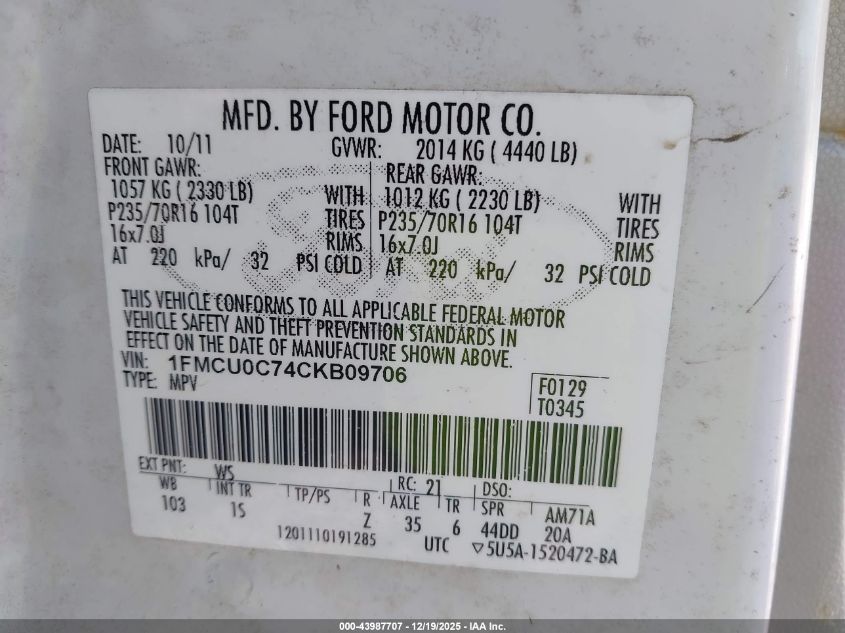 MFD. BY FORD MOTOR CO.
DATE: 10/11 GVWR: 2014 KG ( 4440 LB)
FRONT GAWR: REAR GAWR:
1057 KG ( 2330 LB) WITH 1012 KG ( 2230 LB) WITH
P235/70R16 104T TIRES P235/70R16 104T TIRES
16x7.0J RIMS 16x7.0J RIMS
AT 220 kPa/ 32 PSI COLD AT 220 kPa/ 32 PSI COLD
THIS VEHICLE CONFORMS TO ALL APPLICABLE FEDERAL MOTOR
VEHICLE SAFETY AND THEFT PREVENTION STANDARDS IN
EFFECT ON THE DATE OF MANUFACTURE SHOWN ABOVE.
VIN: 1FMCU0C74CKB09706
TYPE: MPV
F0129
T0345
EXT PNT: WS RC: 21 DSO:
WB INT TR TP/PS R AXLE TR SPR AM71A
103 IS Z 35 6 44DD 20A
1201110191285 UTC ▽5U5A-1520472-BA
000-43987707 - 12/19/2025 - IAA Inc.